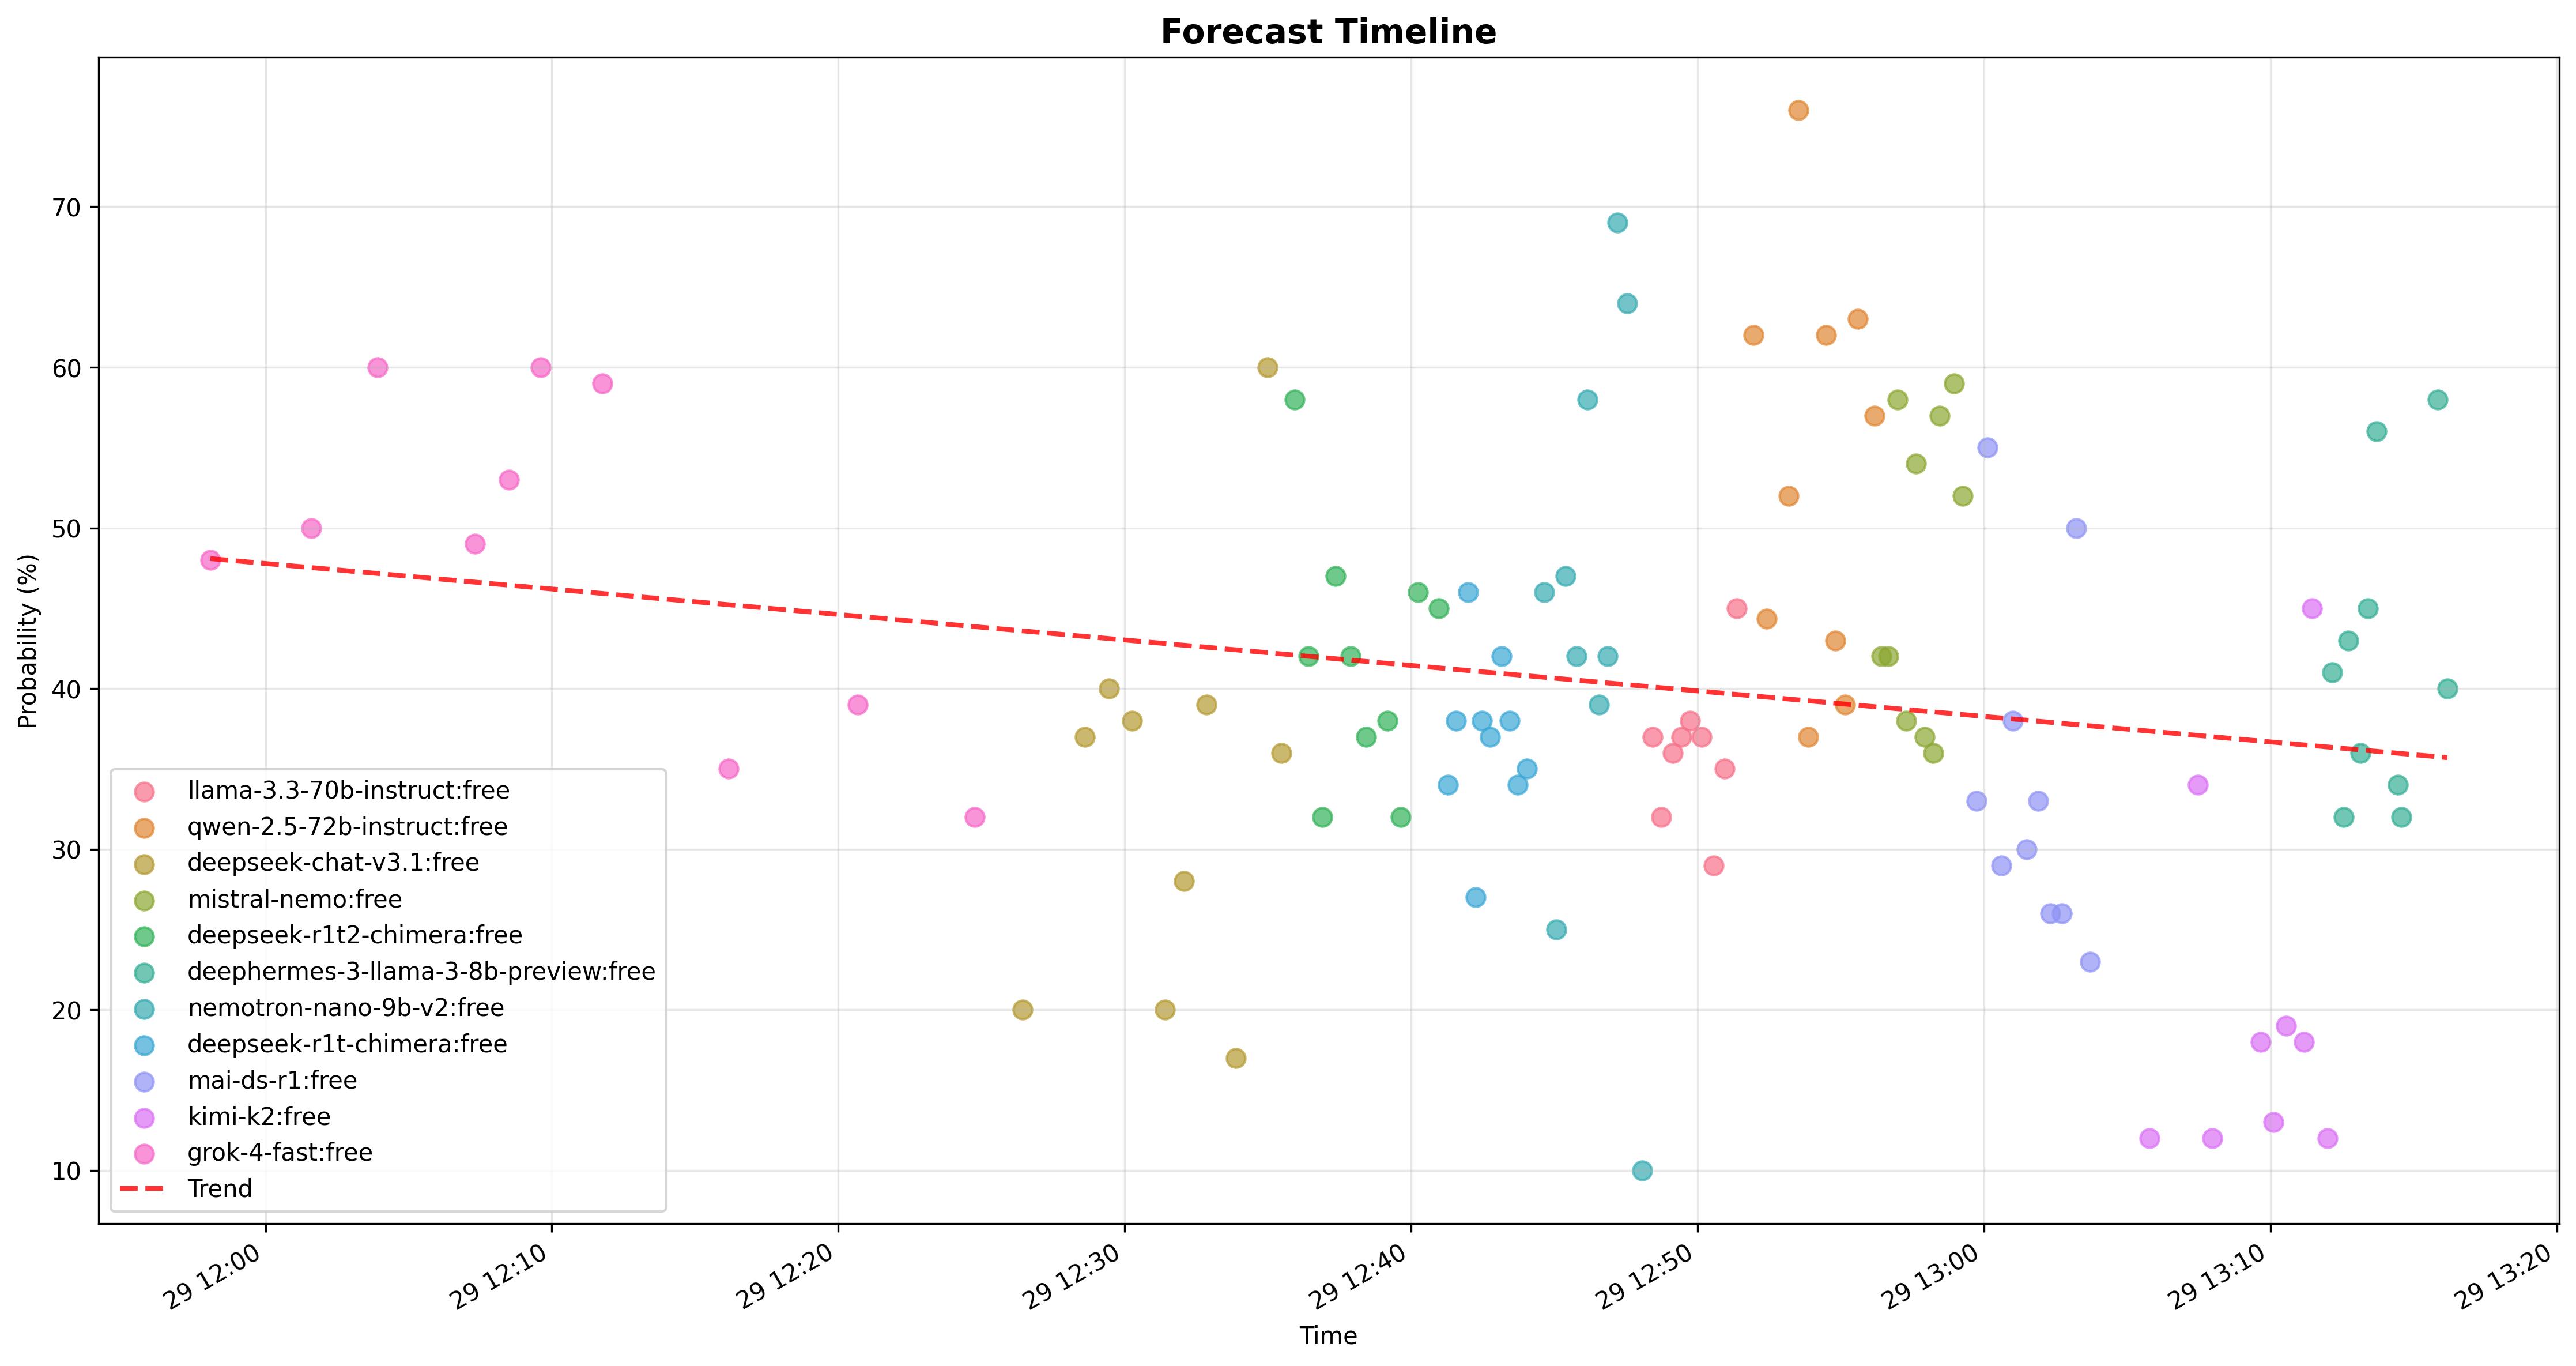 Forecast Timeline
Probability (%)
70
60
50
40
30
20
10
llama-3.3-70b-instruct:free
qwen-2.5-72b-instruct:free
deepseek-chat-v3.1:free
mistral-nemo:free
deepseek-r1t2-chimera:free
deephermes-3-llama-3-8b-preview:free
nemotron-nano-9b-v2:free
deepseek-r1t-chimera:free
mai-ds-r1:free
kimi-k2:free
grok-4-fast:free
Trend
29 12:00
29 12:10
29 12:20
29 12:30
29 12:40
29 12:50
29 13:00
29 13:10
29 13:20
Time